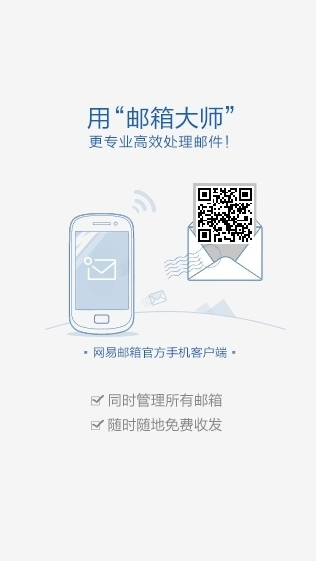 用“邮箱大师”
更专业高效处理邮件！
网易邮箱官方手机客户端
同时管理所有邮箱
随时随地免费收发